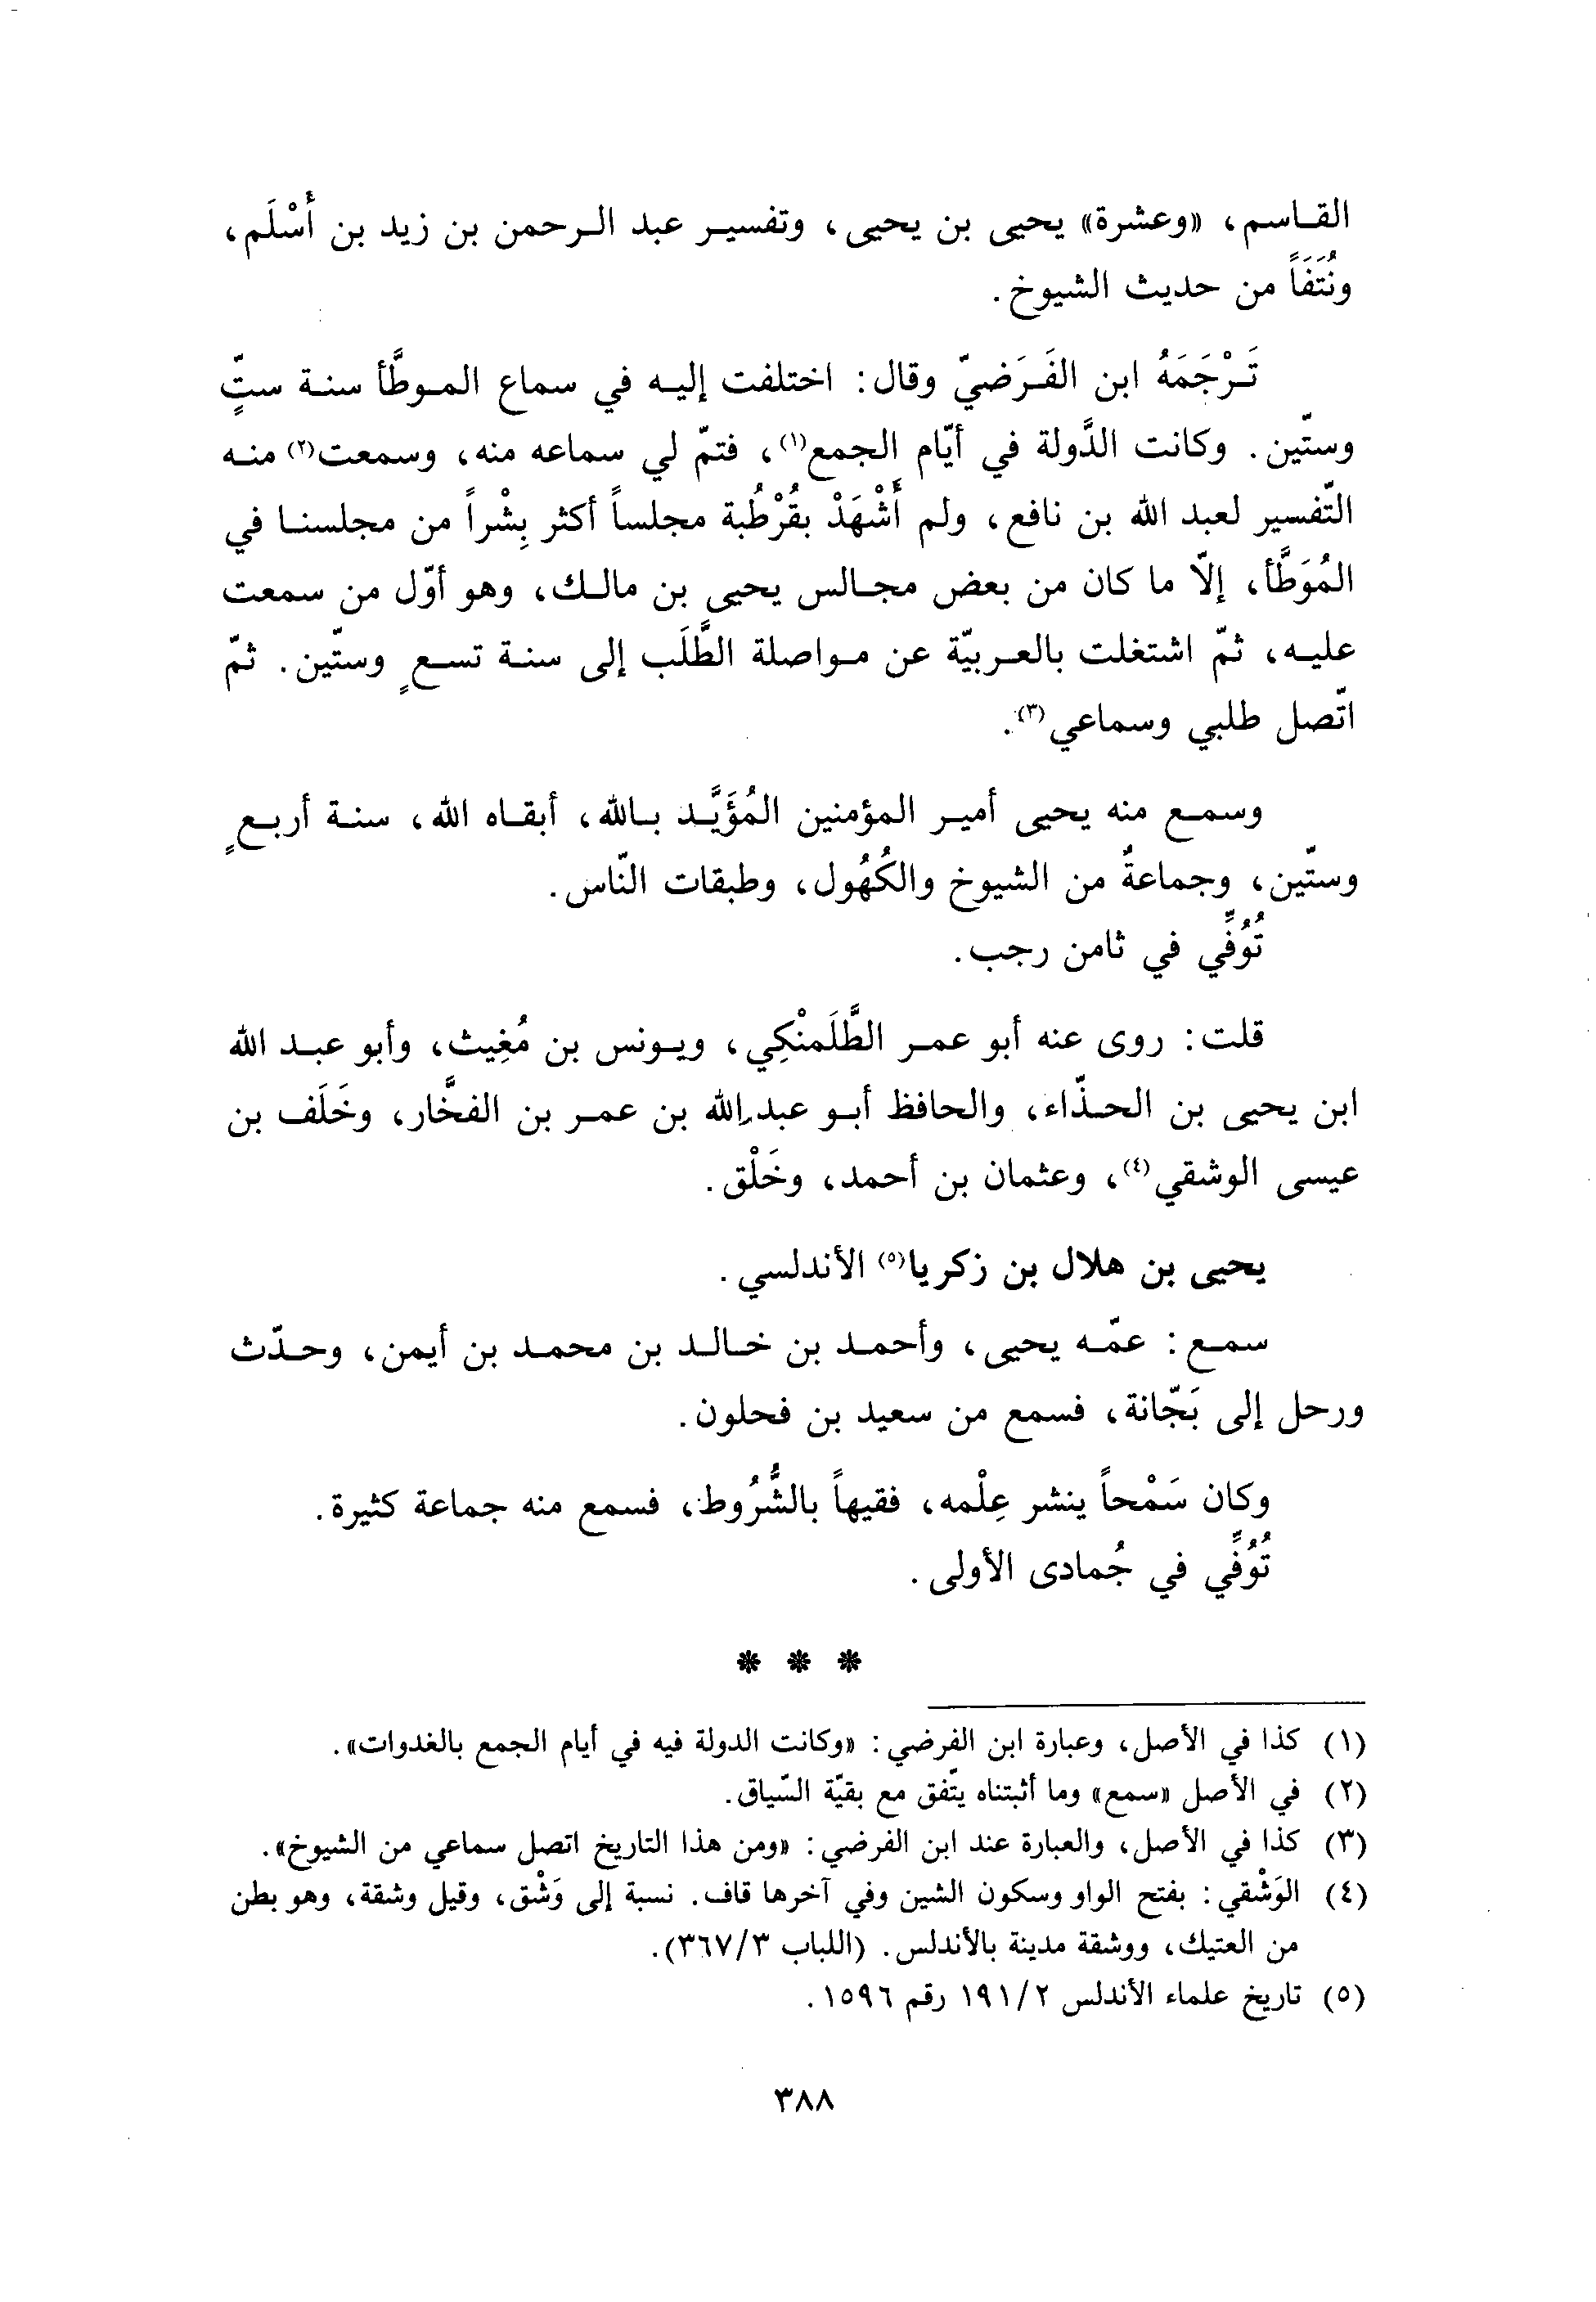 القاسم، «وعشرة» يحيى بن يحيى، وتفسير عبد الرحمن بن زيد بن أَسْلَم،
ونُتَفَاً من حديث الشيوخ.
تَرْجَمَهُ ابن الفَرَضيّ وقال: اختلفت إليه في سماع الموطَّأ سنة ستٍّ
وستّين. وكانت الدَّولة في أيّام الجمع(١)، فتمّ لي سماعه منه، وسمعت(٢) منه
التّفسير لعبد الله بن نافع، ولم أَشْهَدْ بقُرْطُبة مجلساً أكثر بِشْراً من مجلسنا في
المُوَطَّأ، إلّا ما كان من بعض مجالس يحيى بن مالك، وهو أوّل من سمعت
عليه، ثمّ اشتغلت بالعربيّة عن مواصلة الطَّلَب إلى سنة تسعٍ وستّين. ثمّ
اتّصل طلبي وسماعي(٣).
وسمع منه يحيى أمير المؤمنين المُؤَيَّد بالله، أبقاه الله، سنة أربعٍ
وستّين، وجماعةٌ من الشيوخ والكُهُول، وطبقات النّاس.
تُوُفِّي في ثامن رجب.
قلت: روى عنه أبو عمر الطَّلَمنْكِي، ويونس بن مُغِيث، وأبو عبد الله
ابن يحيى بن الحذّاء، والحافظ أبو عبد الله بن عمر بن الفخَّار، وخَلَف بن
عيسى الوشقي(٤)، وعثمان بن أحمد، وخَلْق.
يحيى بن هلال بن زكريا(٥) الأندلسي.
سمع: عمّه يحيى، وأحمد بن خالد بن محمد بن أيمن، وحدّث
ورحل إلى بَجّانة، فسمع من سعيد بن فحلون.
وكان سَمْحاً ينشر عِلْمه، فقيهاً بالشُّرُوط، فسمع منه جماعة كثيرة.
تُوُفِّي في جُمادى الأولى.
* * *
(١) كذا في الأصل، وعبارة ابن الفرضي: «وكانت الدولة فيه في أيام الجمع بالغدوات».
(٢) في الأصل «سمع» وما أثبتناه يتّفق مع بقيّة السّياق.
(٣) كذا في الأصل، والعبارة عند ابن الفرضي: «ومن هذا التاريخ اتصل سماعي من الشيوخ».
(٤) الوَشْقي: بفتح الواو وسكون الشين وفي آخرها قاف. نسبة إلى وَشْق، وقيل وشقة، وهو بطن
من العتيك، ووشقة مدينة بالأندلس. (اللباب ٣/٣٦٧).
(٥) تاريخ علماء الأندلس ٢/١٩١ رقم ١٥٩٦.
٣٨٨